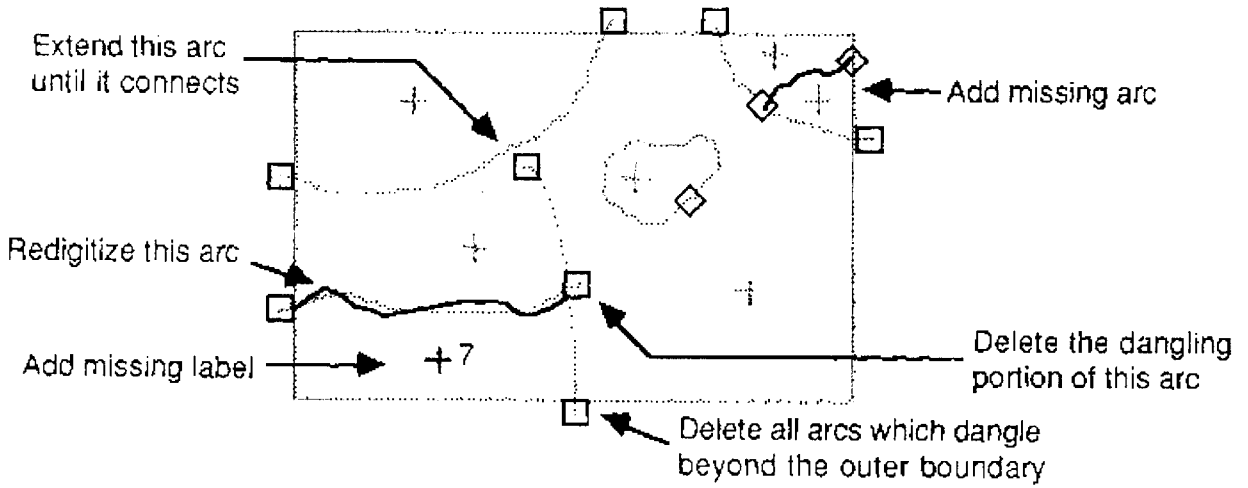 Extend this arc
until it connects
Add missing arc
Redigitize this arc
Add missing label
7
Delete the dangling
portion of this arc
Delete all arcs which dangle
beyond the outer boundary